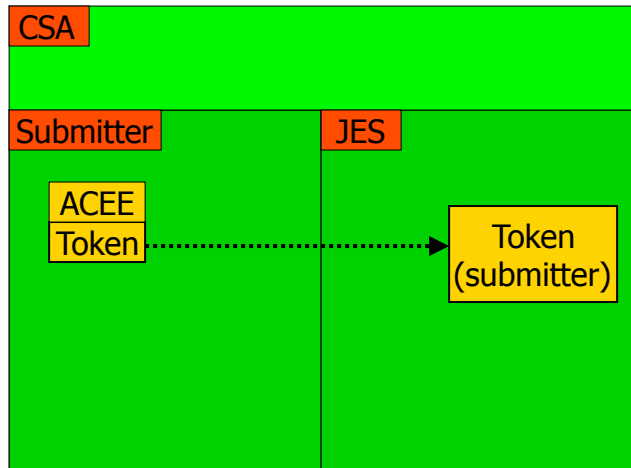 CSA
Submitter
JES
ACEE
Token
Token
(submitter)